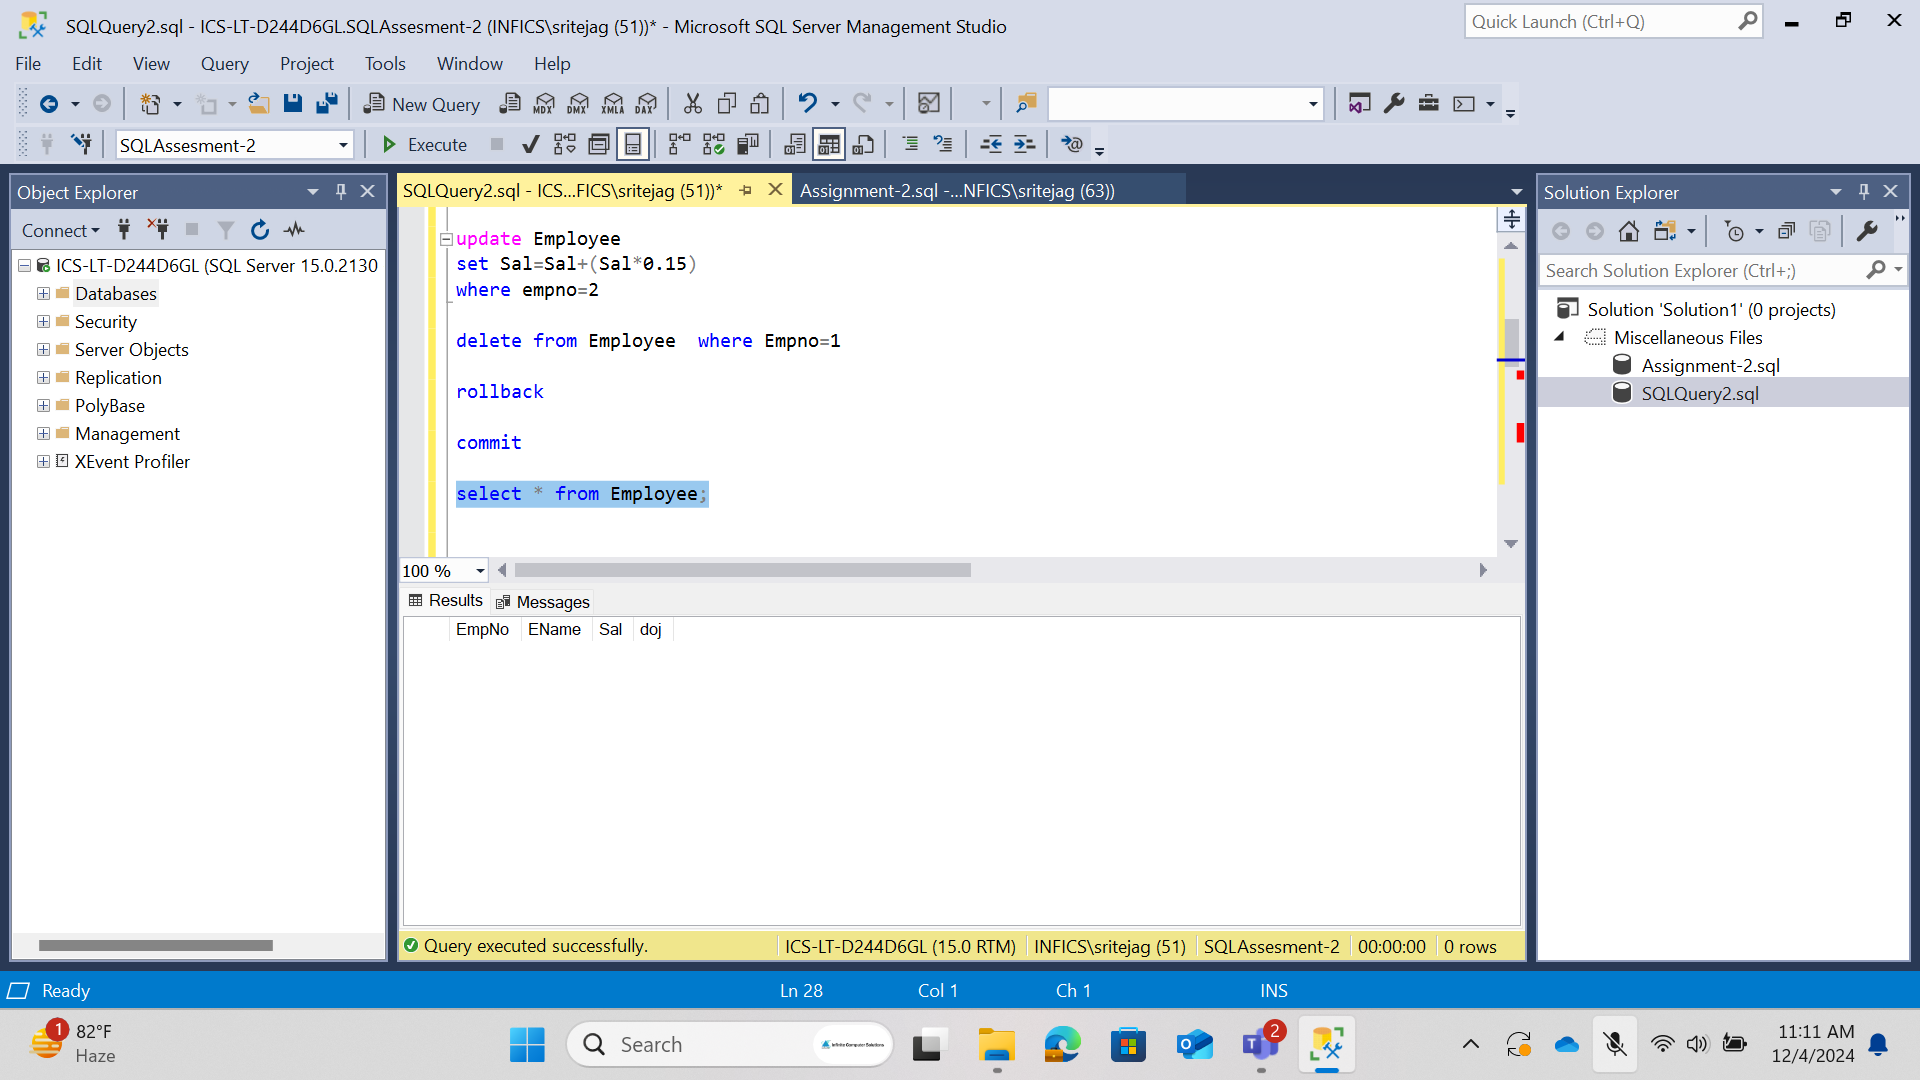 SQLQuery2.sql - ICS-LT-D244D6GL.SQLAssesment-2 (INFICS\sritejag (51))* - Microsoft SQL Server Management Studio
Quick Launch (Ctrl+Q)
File Edit View Query Project Tools Window Help
New Query MDX DMX XMLA DAX
SQLAssesment-2 Execute
Object Explorer
Connect
ICS-LT-D244D6GL (SQL Server 15.0.2130
Databases
Security
Server Objects
Replication
PolyBase
Management
XEvent Profiler
SQLQuery2.sql - ICS...FICS\sritejag (51))*
Assignment-2.sql -...NFICS\sritejag (63))
update Employee
set Sal=Sal+(Sal*0.15)
where empno=2
delete from Employee  where Empno=1
rollback
commit
select * from Employee;
100 %
Results Messages
EmpNo EName Sal doj
Query executed successfully.
ICS-LT-D244D6GL (15.0 RTM) INFICS\sritejag (51) SQLAssesment-2 00:00:00 0 rows
Solution Explorer
Search Solution Explorer (Ctrl+;)
Solution 'Solution1' (0 projects)
Miscellaneous Files
Assignment-2.sql
SQLQuery2.sql
Ready Ln 28 Col 1 Ch 1 INS
1
82°F
Haze
Search
Infinite Computer Solutions
2
11:11 AM
12/4/2024